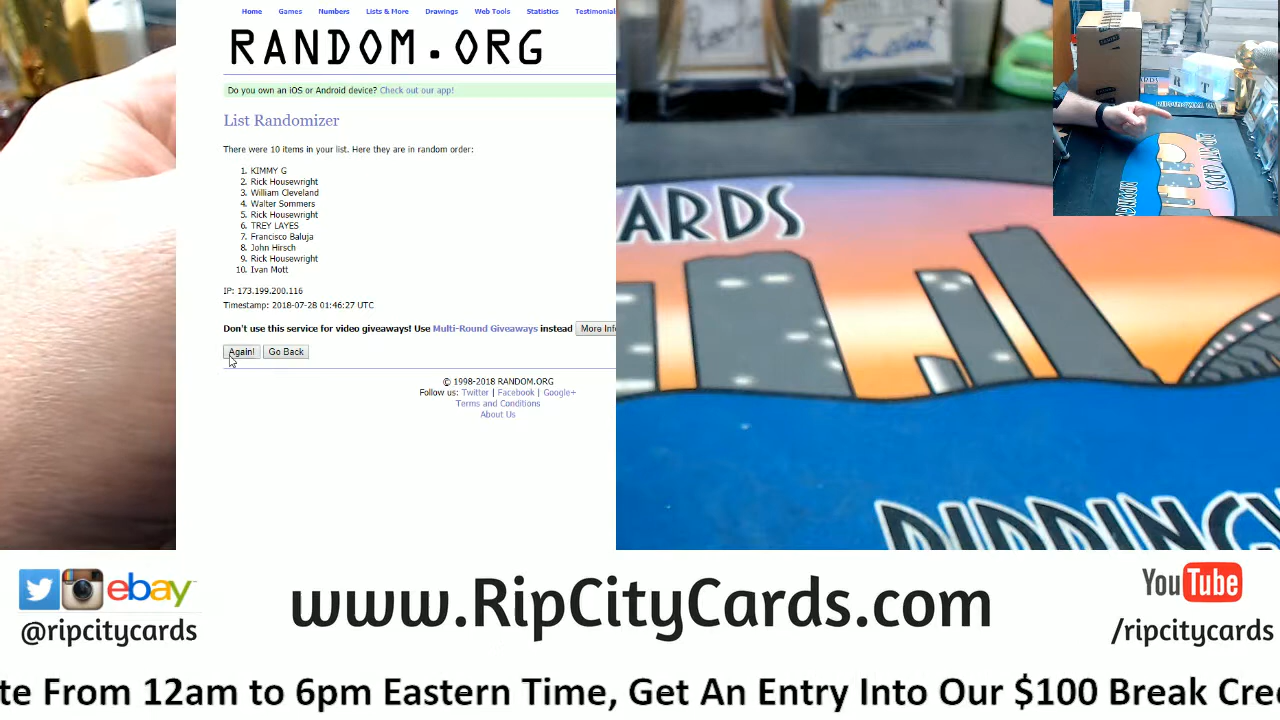 Home Games Numbers Lists & More Drawings Web Tools Statistics Testimonial
RANDOM.ORG
Do you own an iOS or Android device? Check out our app!
List Randomizer
There were 10 items in your list. Here they are in random order:
1. KIMMY G
2. Rick Housewright
3. William Cleveland
4. Walter Sommers
5. Rick Housewright
6. TREY LAYES
7. Francisco Baluja
8. John Hirsch
9. Rick Housewright
10. Ivan Mott
IP: 173.199.200.116
Timestamp: 2018-07-28 01:46:27 UTC
Don't use this service for video giveaways! Use Multi-Round Giveaways instead More Info
Again! Go Back
© 1998-2018 RANDOM.ORG
Follow us: Twitter | Facebook | Google+
Terms and Conditions
About Us
CARDS
RIPPINGW
RIP CITY CARDS
ebay
@ripcitycards
www.RipCityCards.com
YouTube
/ripcitycards
te From 12am to 6pm Eastern Time, Get An Entry Into Our $100 Break Cre